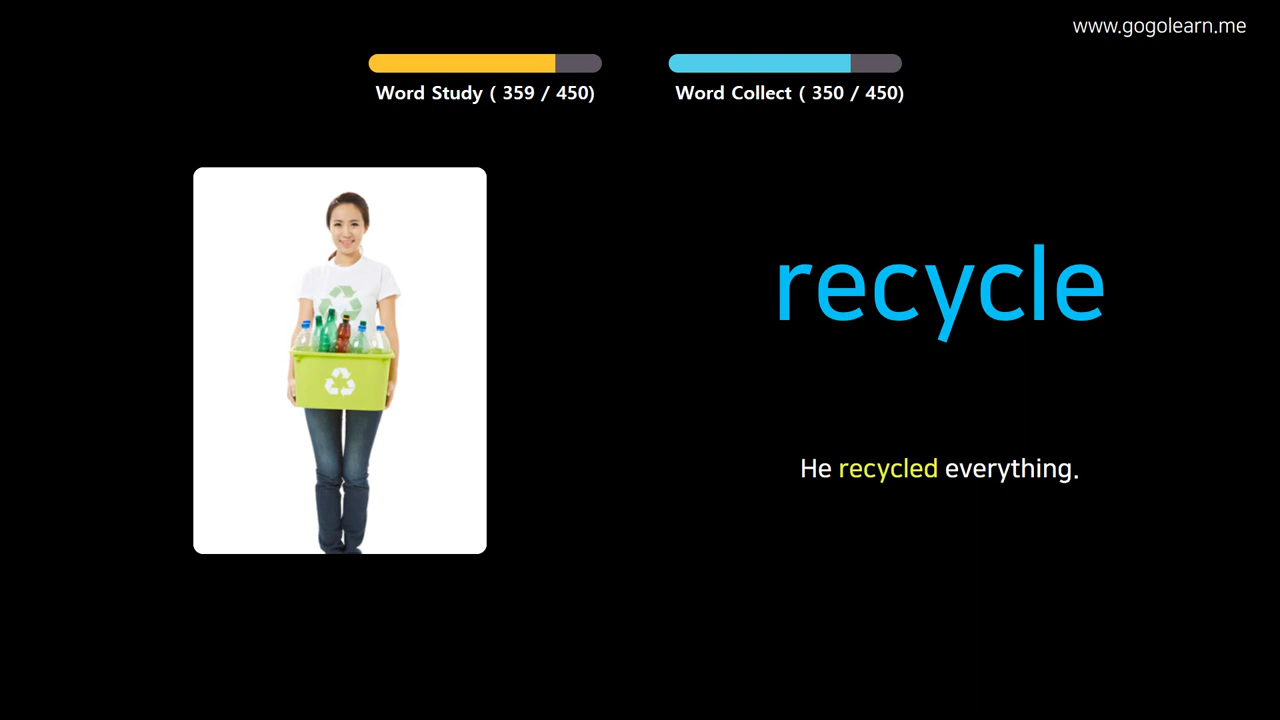 www.gogolearn.me
Word Study ( 359 / 450)
Word Collect ( 350 / 450)
recycle
He recycled everything.